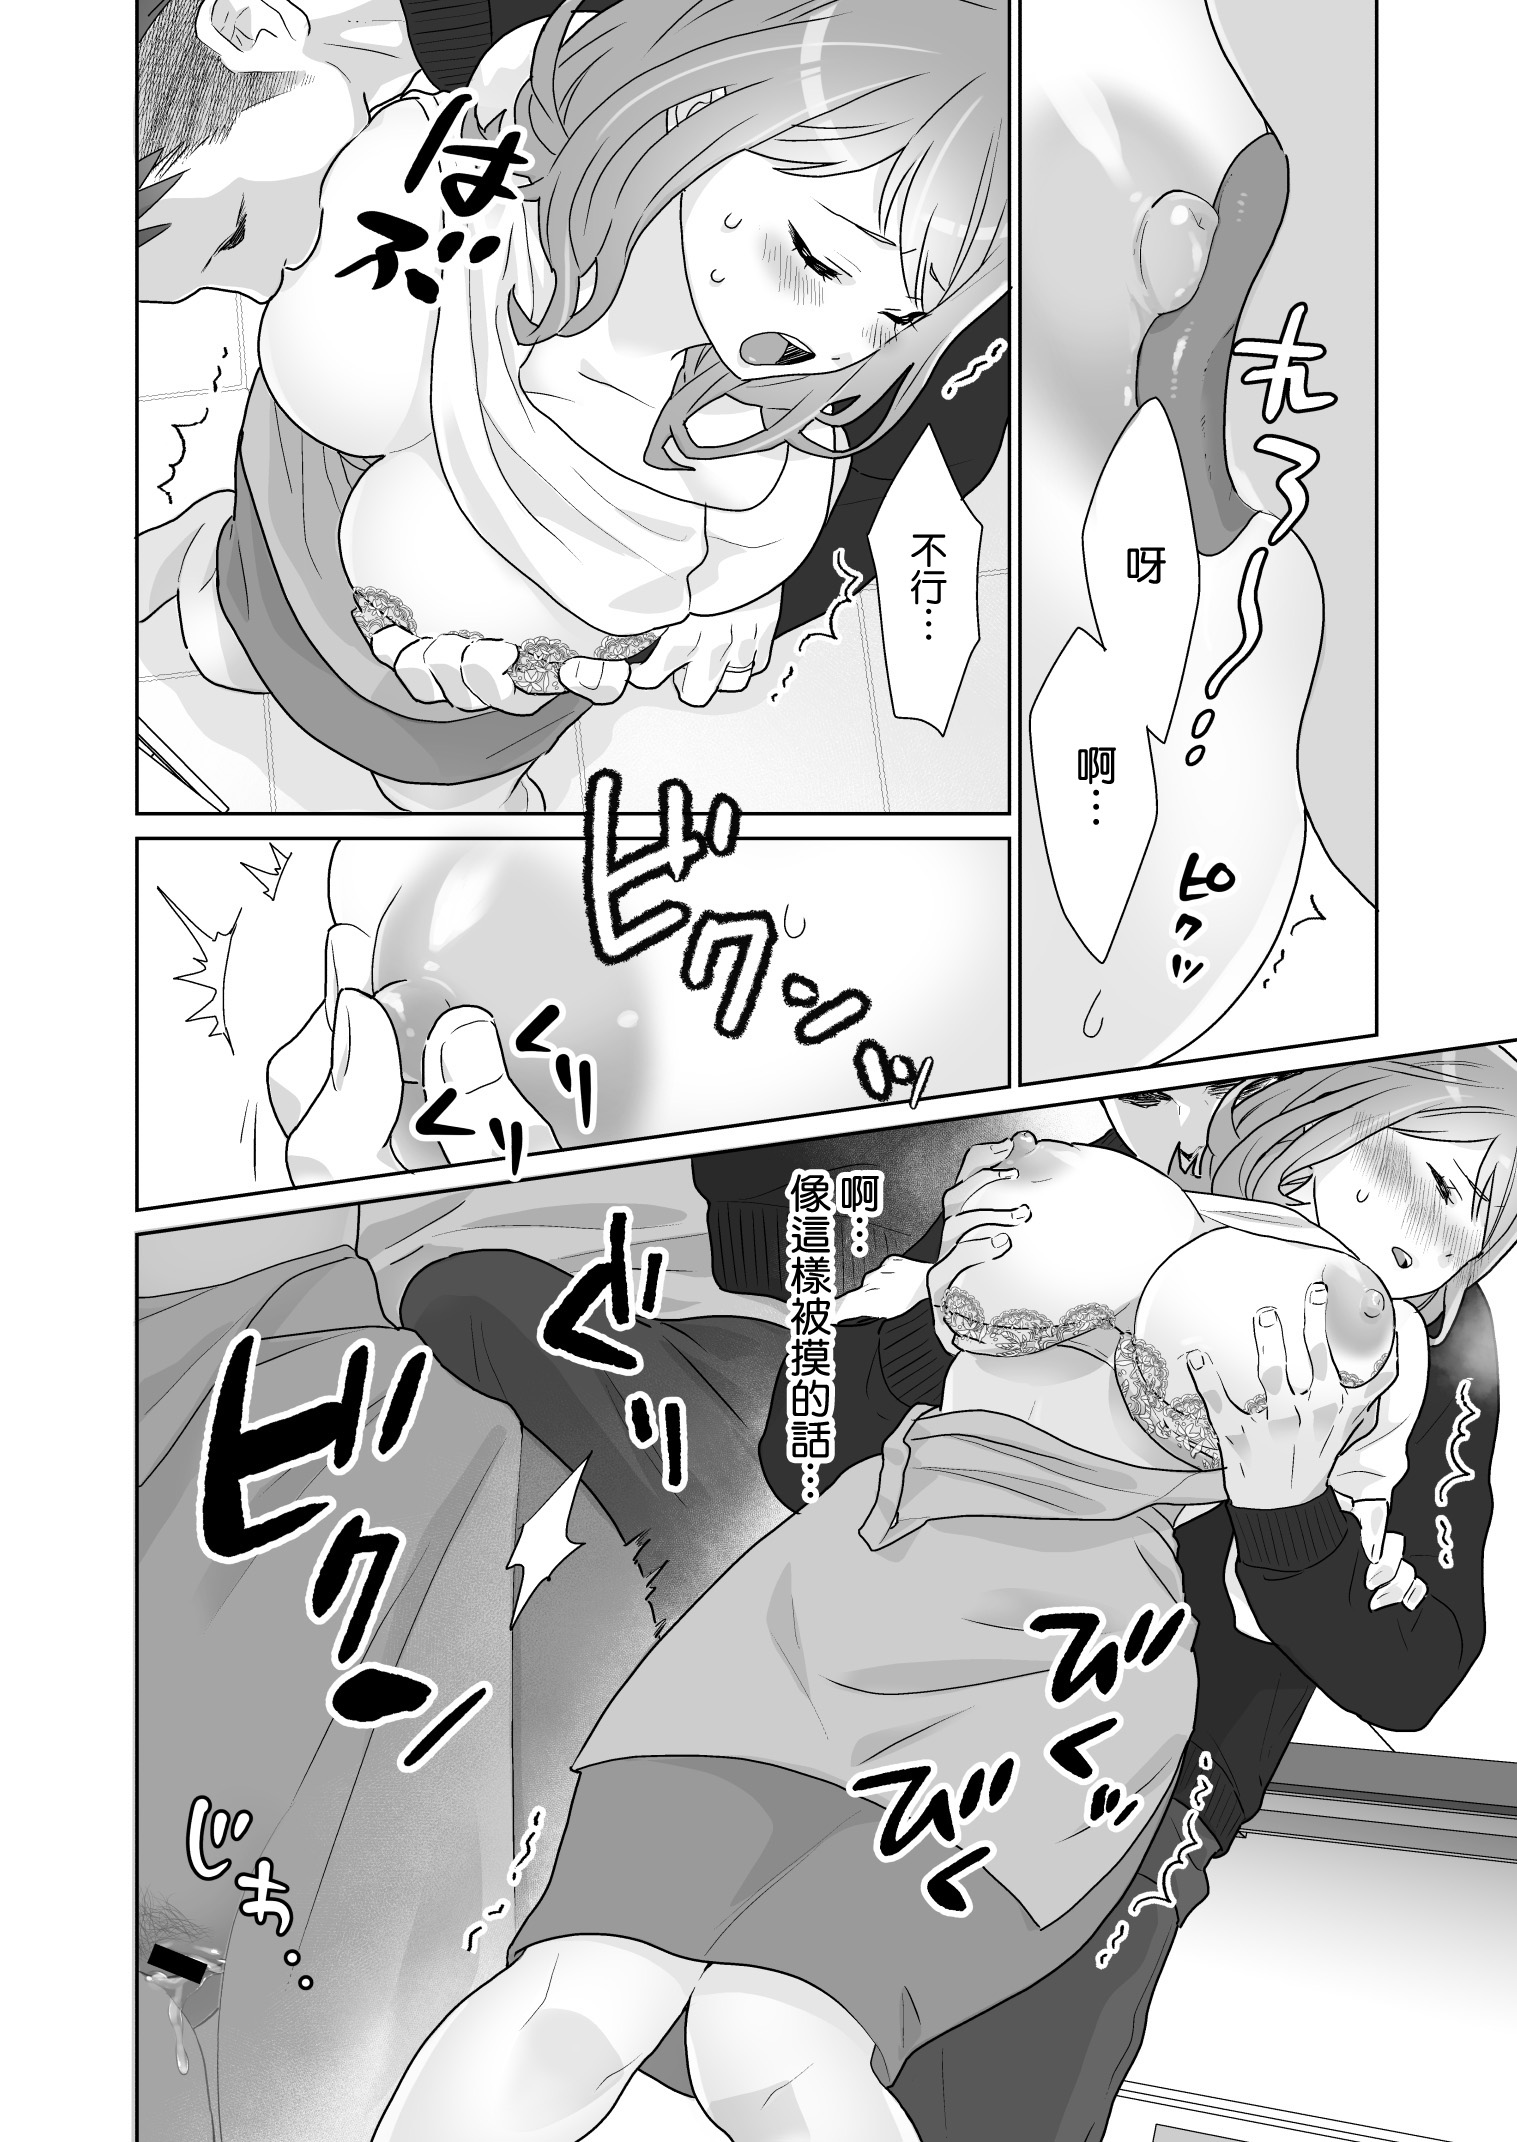 れろ～…。。
呀
啊…
ピクッ
はぶ
不行…
ビクンッ
くりくり
啊…
像這樣被摸的話…
ぐりっ
びくっ
びくっ
ビクンッ
じわ…